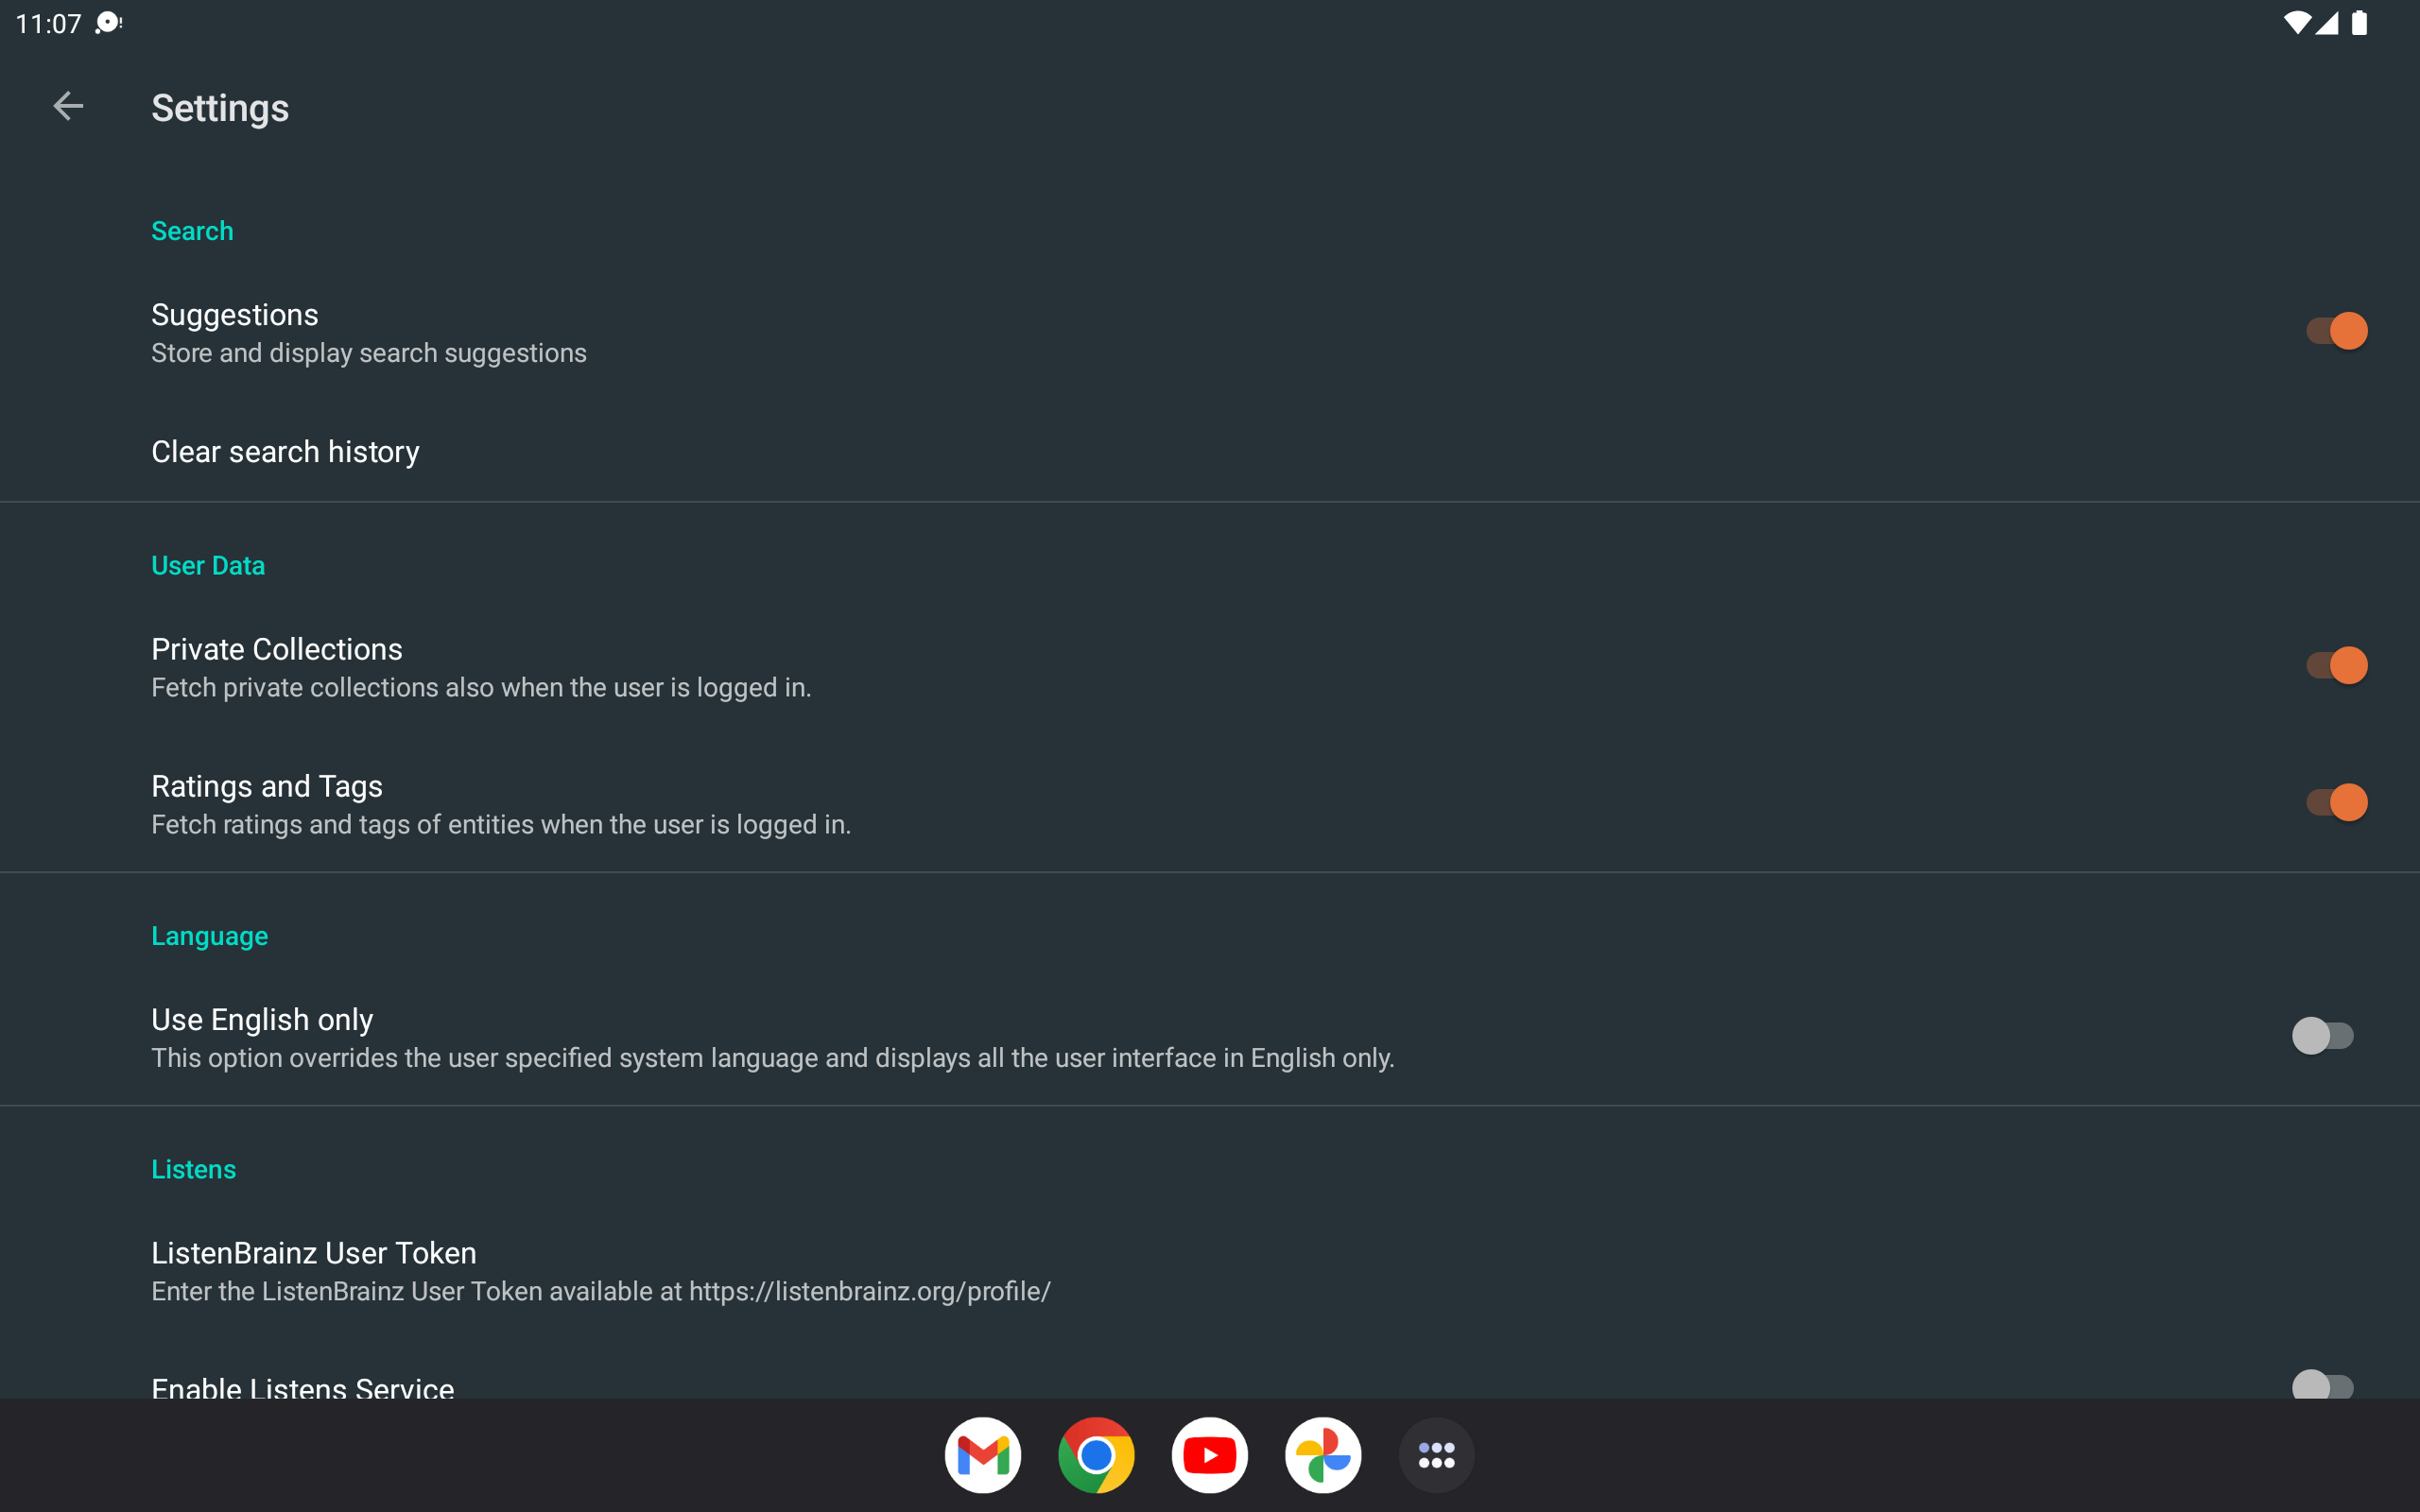 11:07
Settings
Search
Suggestions
Store and display search suggestions
Clear search history
User Data
Private Collections
Fetch private collections also when the user is logged in.
Ratings and Tags
Fetch ratings and tags of entities when the user is logged in.
Language
Use English only
This option overrides the user specified system language and displays all the user interface in English only.
Listens
ListenBrainz User Token
Enter the ListenBrainz User Token available at https://listenbrainz.org/profile/
Enable Listens Service